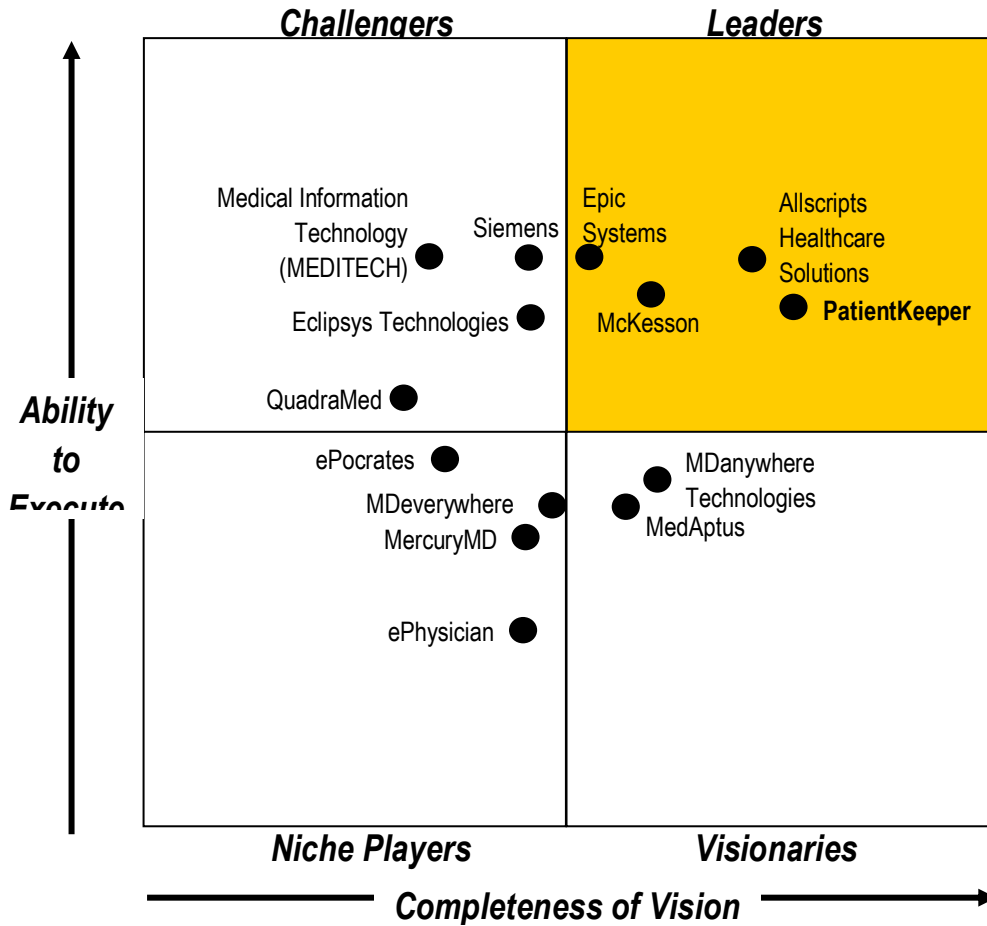 Challengers
Leaders
Medical Information
Technology
(MEDITECH)
Siemens
Epic
Systems
Allscripts
Healthcare
Solutions
McKesson
PatientKeeper
Eclipsys Technologies
QuadraMed
Ability
to
Execute
ePocrates
MDeverywhere
MercuryMD
MDanywhere
Technologies
MedAptus
ePhysician
Niche Players
Visionaries
Completeness of Vision